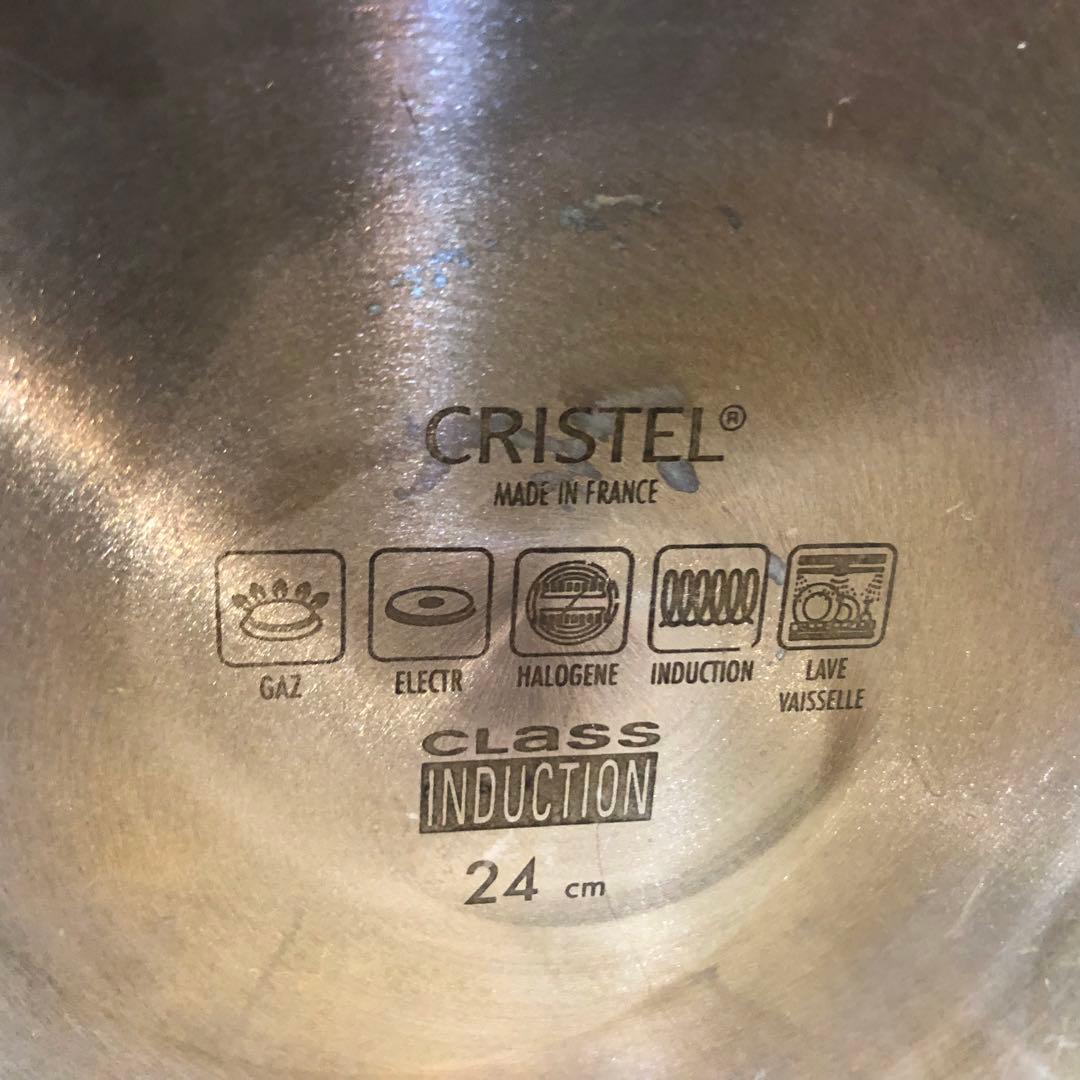 CRISTEL®
MADE IN FRANCE
GAZ ELECTR HALOGENE INDUCTION LAVE
VAISSELLE
CLASS
INDUCTION
24 cm